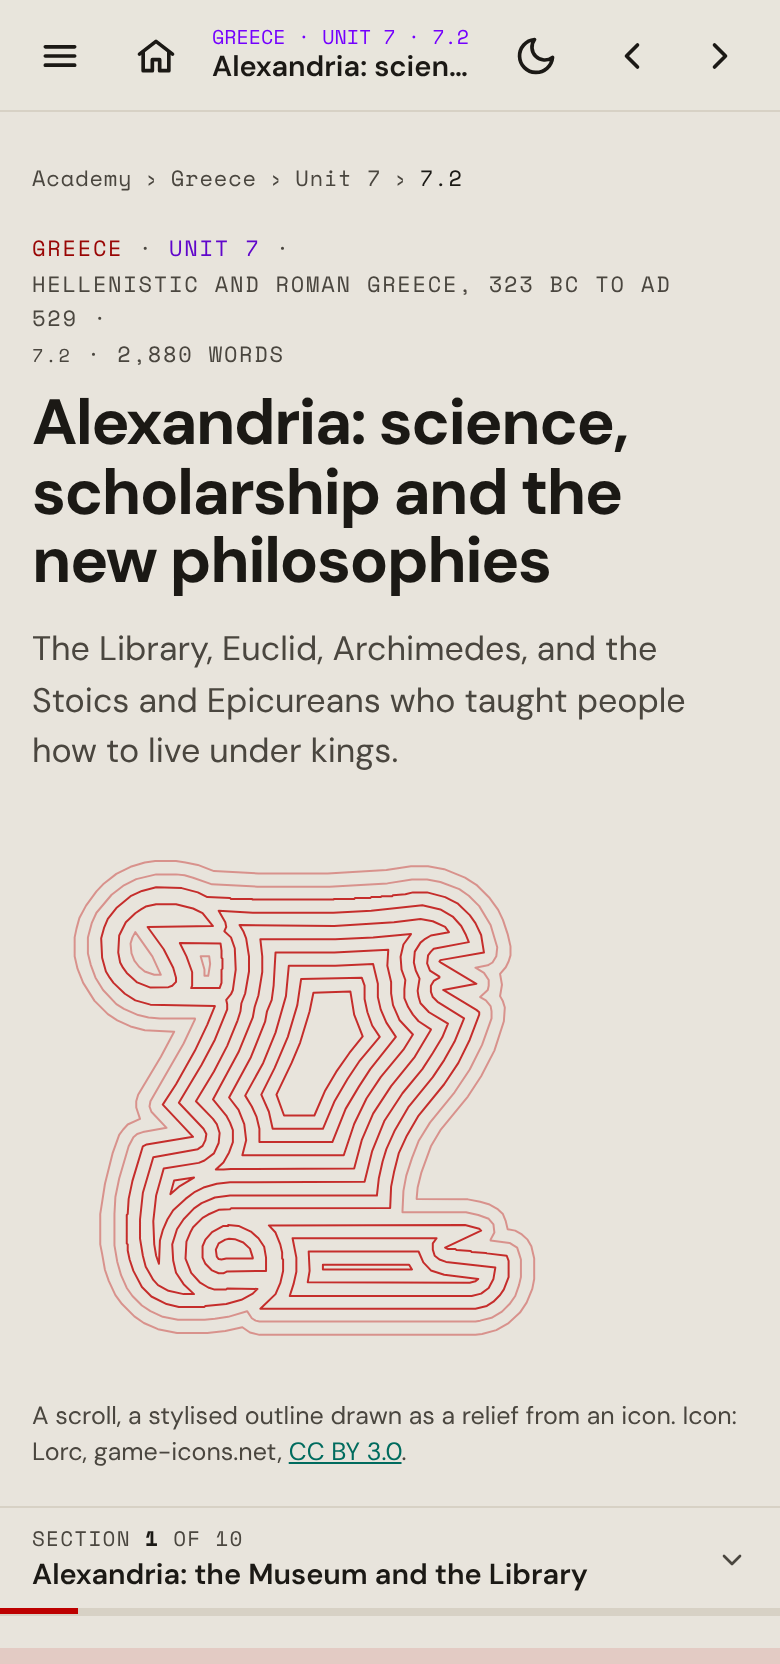 GREECE · UNIT 7 · 7.2
Alexandria: scien…
Academy › Greece › Unit 7 › 7.2
GREECE · UNIT 7 ·
HELLENISTIC AND ROMAN GREECE, 323 BC TO AD
529 ·
7.2 · 2,880 WORDS
Alexandria: science,
scholarship and the
new philosophies
The Library, Euclid, Archimedes, and the
Stoics and Epicureans who taught people
how to live under kings.
A scroll, a stylised outline drawn as a relief from an icon. Icon:
Lorc, game-icons.net, CC BY 3.0.
SECTION 1 OF 10
Alexandria: the Museum and the Library